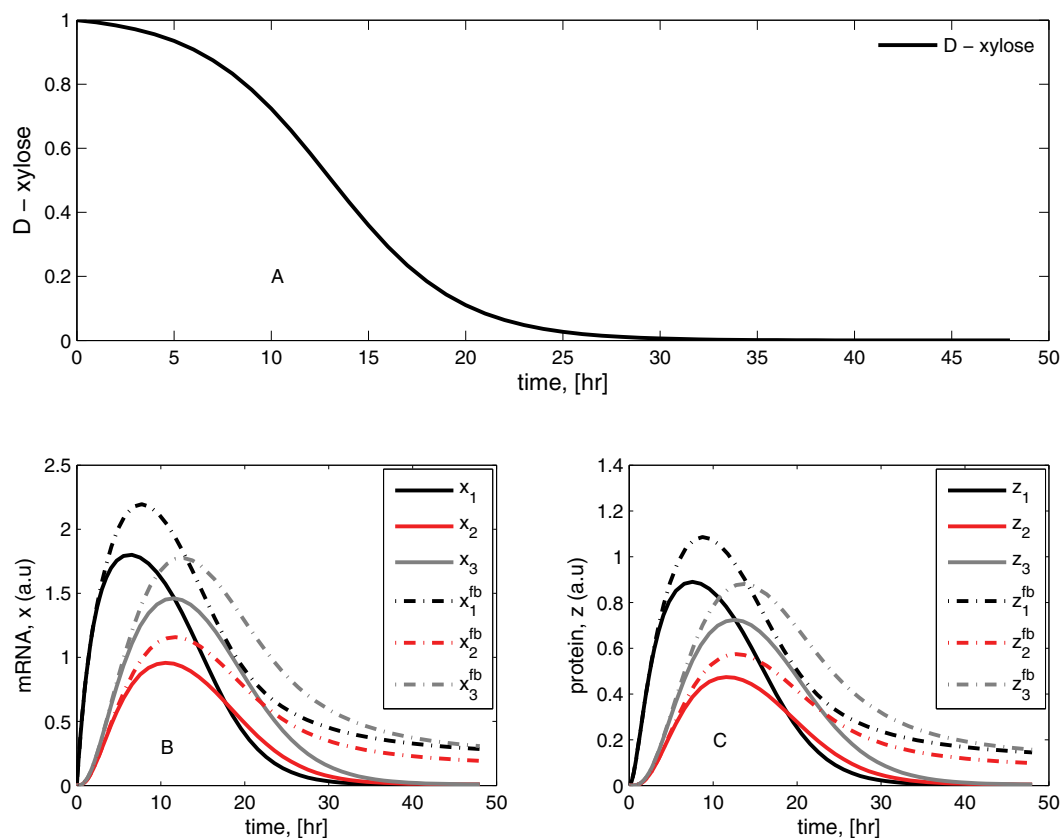 1
0.8
0.6
0.4
0.2
0
D − xylose
D − xylose
A
0 5 10 15 20 25 30 35 40 45 50
time, [hr]
2.5
2
1.5
1
0.5
0
mRNA, x (a.u)
x1
x2
x3
x1fb
x2fb
x3fb
B
0 10 20 30 40 50
time, [hr]
1.4
1.2
1
0.8
0.6
0.4
0.2
0
protein, z (a.u)
z1
z2
z3
z1fb
z2fb
z3fb
C
0 10 20 30 40 50
time, [hr]